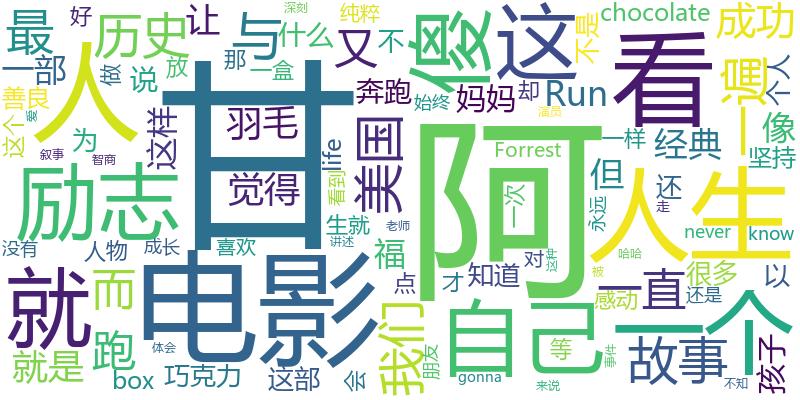 深刻
好
最
历史
让
与
纯粹
什么
又
不
傻
这
不是
chocolate
成功
一部
做
说
放
那
一盒
人
甘
看
一遍
个人
善良
奔跑
始终
妈妈
却
Run
这个
爱
为
这样
羽毛
演员
像
叙事
智商
美国
life
阿
Forrest
一样
经典
坚持
励志
觉得
看到
一次
但
还
人生
永远
走
没有
人物
成长
喜欢
生就
老师
讲述
福
点
才
知道
对
这种
哈哈
被
never
know
就
而
电影
我们
自己
一直
很多
以
感动
还是
一个
就是
跑
体会
box
巧克力
这部
会
朋友
gonna
等
来说
事件
故事
不知
孩子